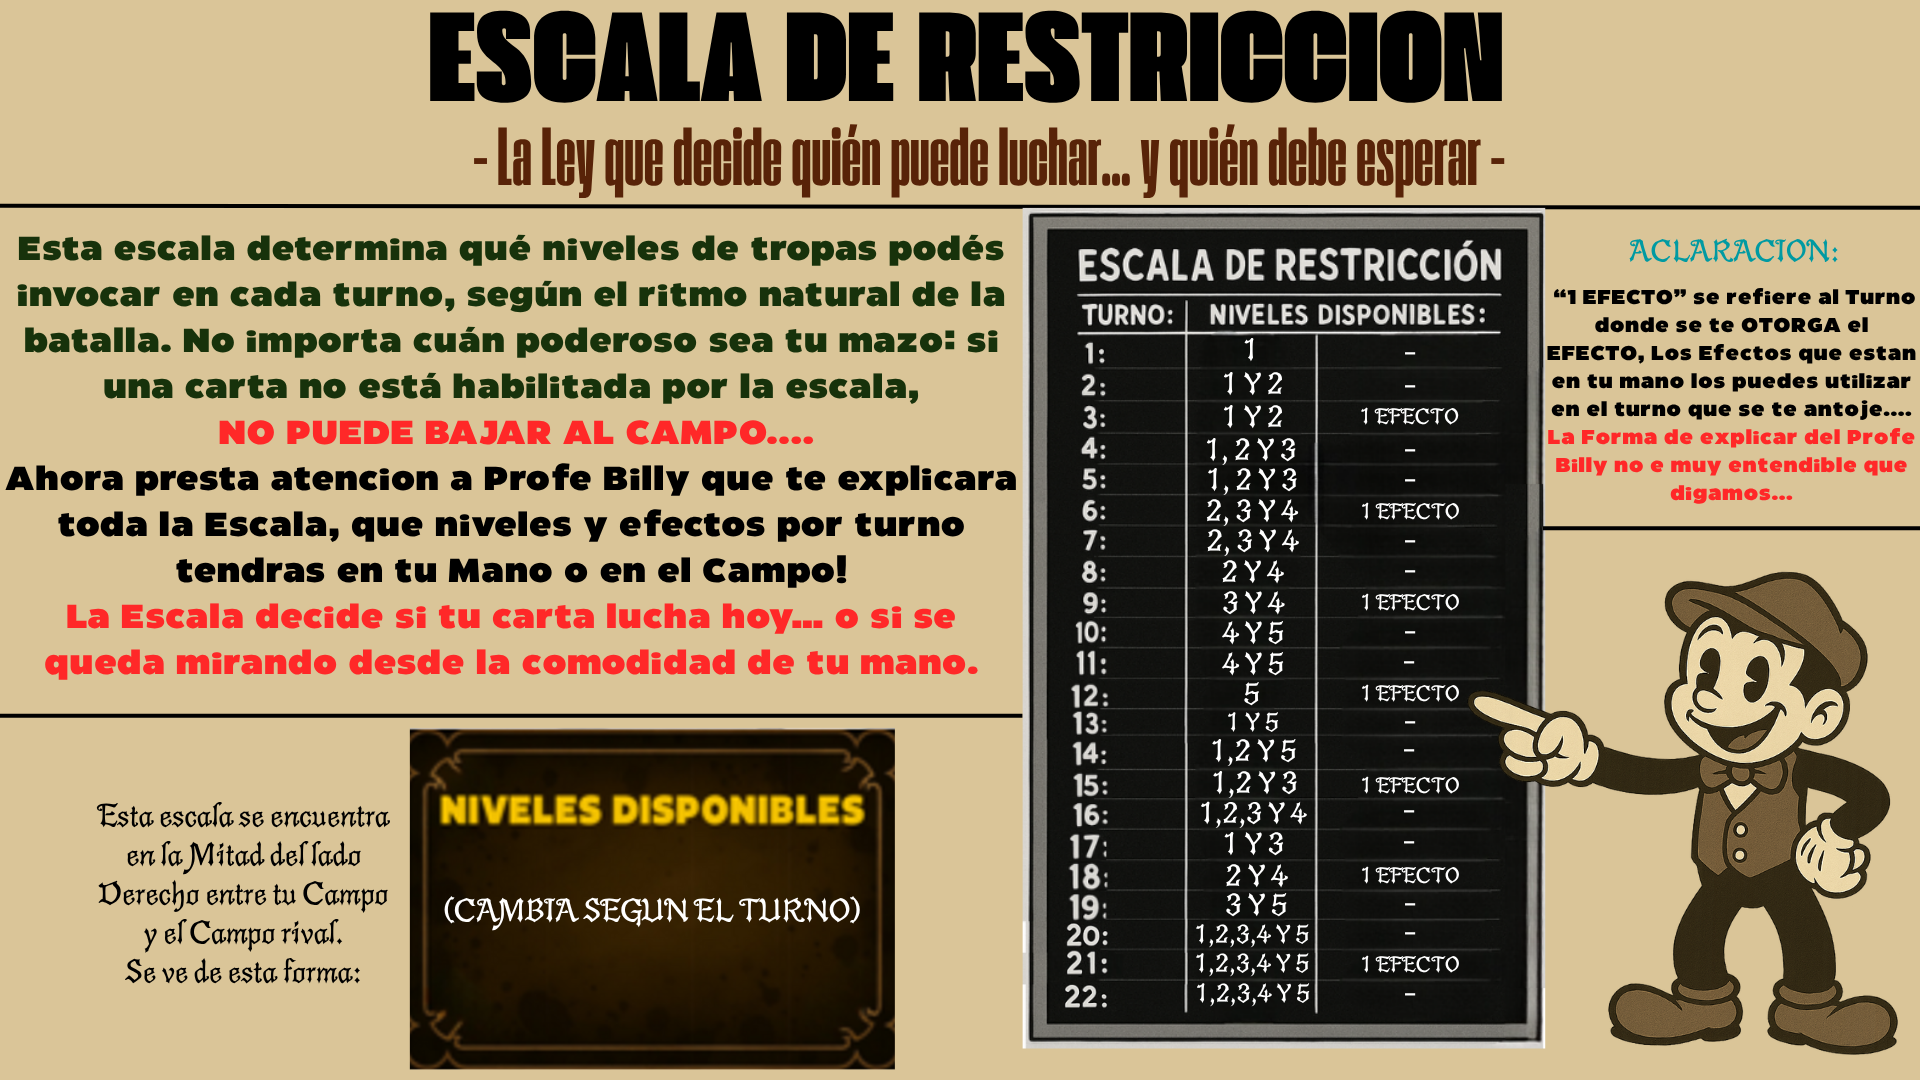 ESCALA DE RESTRICCION
- La Ley que decide quién puede luchar... y quién debe esperar -
Esta escala determina qué niveles de tropas podés
invocar en cada turno, según el ritmo natural de la
batalla. No importa cuán poderoso sea tu mazo: si
una carta no está habilitada por la escala,
NO PUEDE BAJAR AL CAMPO....
Ahora presta atencion a Profe Billy que te explicara
toda la Escala, que niveles y efectos por turno
tendras en tu Mano o en el Campo!
La Escala decide si tu carta lucha hoy... o si se
queda mirando desde la comodidad de tu mano.
Esta escala se encuentra
en la Mitad del lado
Derecho entre tu Campo
y el Campo rival.
Se ve de esta forma:
NIVELES DISPONIBLES
(CAMBIA SEGUN EL TURNO)
ESCALA DE RESTRICCIÓN
TURNO: NIVELES DISPONIBLES:
1: 1 -
2: 1 Y 2 -
3: 1 Y 2 1 EFECTO
4: 1, 2 Y 3 -
5: 1, 2 Y 3 -
6: 2, 3 Y 4 1 EFECTO
7: 2, 3 Y 4 -
8: 2 Y 4 -
9: 3 Y 4 1 EFECTO
10: 4 Y 5 -
11: 4 Y 5 -
12: 5 1 EFECTO
13: 1 Y 5 -
14: 1,2 Y 5 -
15: 1,2 Y 3 1 EFECTO
16: 1,2,3 Y 4 -
17: 1 Y 3 -
18: 2 Y 4 1 EFECTO
19: 3 Y 5 -
20: 1,2,3,4 Y 5 -
21: 1,2,3,4 Y 5 1 EFECTO
22: 1,2,3,4 Y 5 -
ACLARACION:
“1 EFECTO” se refiere al Turno
donde se te OTORGA el
EFECTO, Los Efectos que estan
en tu mano los puedes utilizar
en el turno que se te antoje....
La Forma de explicar del Profe
Billy no e muy entendible que
digamos...